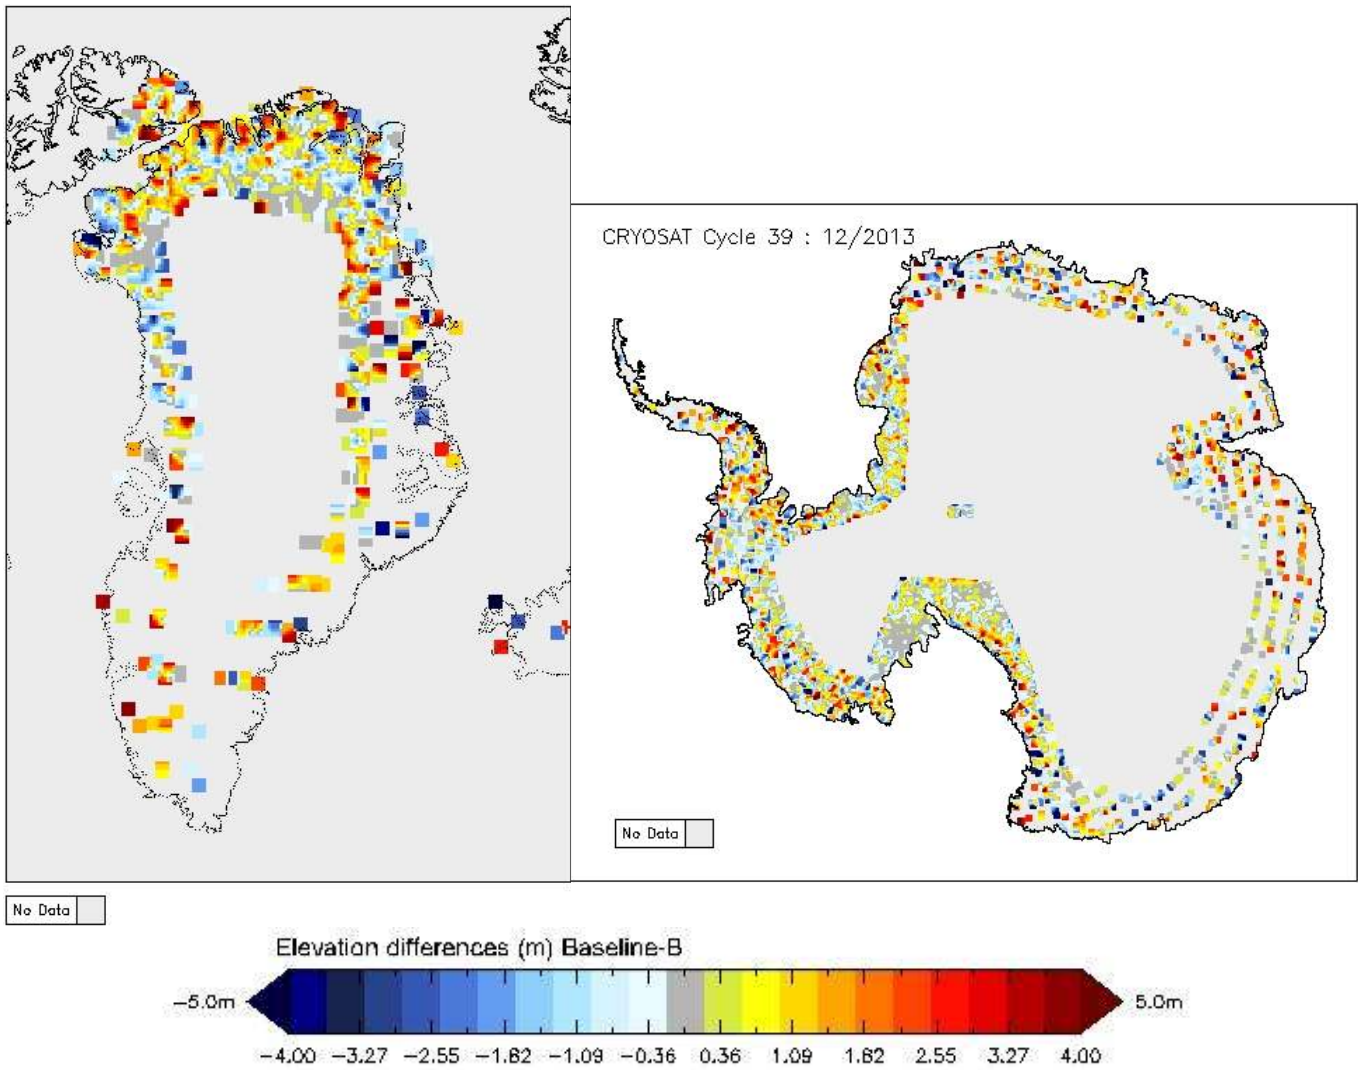 CRYOSAT Cycle 39 : 12/2013
No Data
No Data
Elevation differences (m) Baseline-B
-5.0m
5.0m
-4.00 -3.27 -2.55 -1.82 -1.09 -0.36 0.36 1.09 1.82 2.55 3.27 4.00